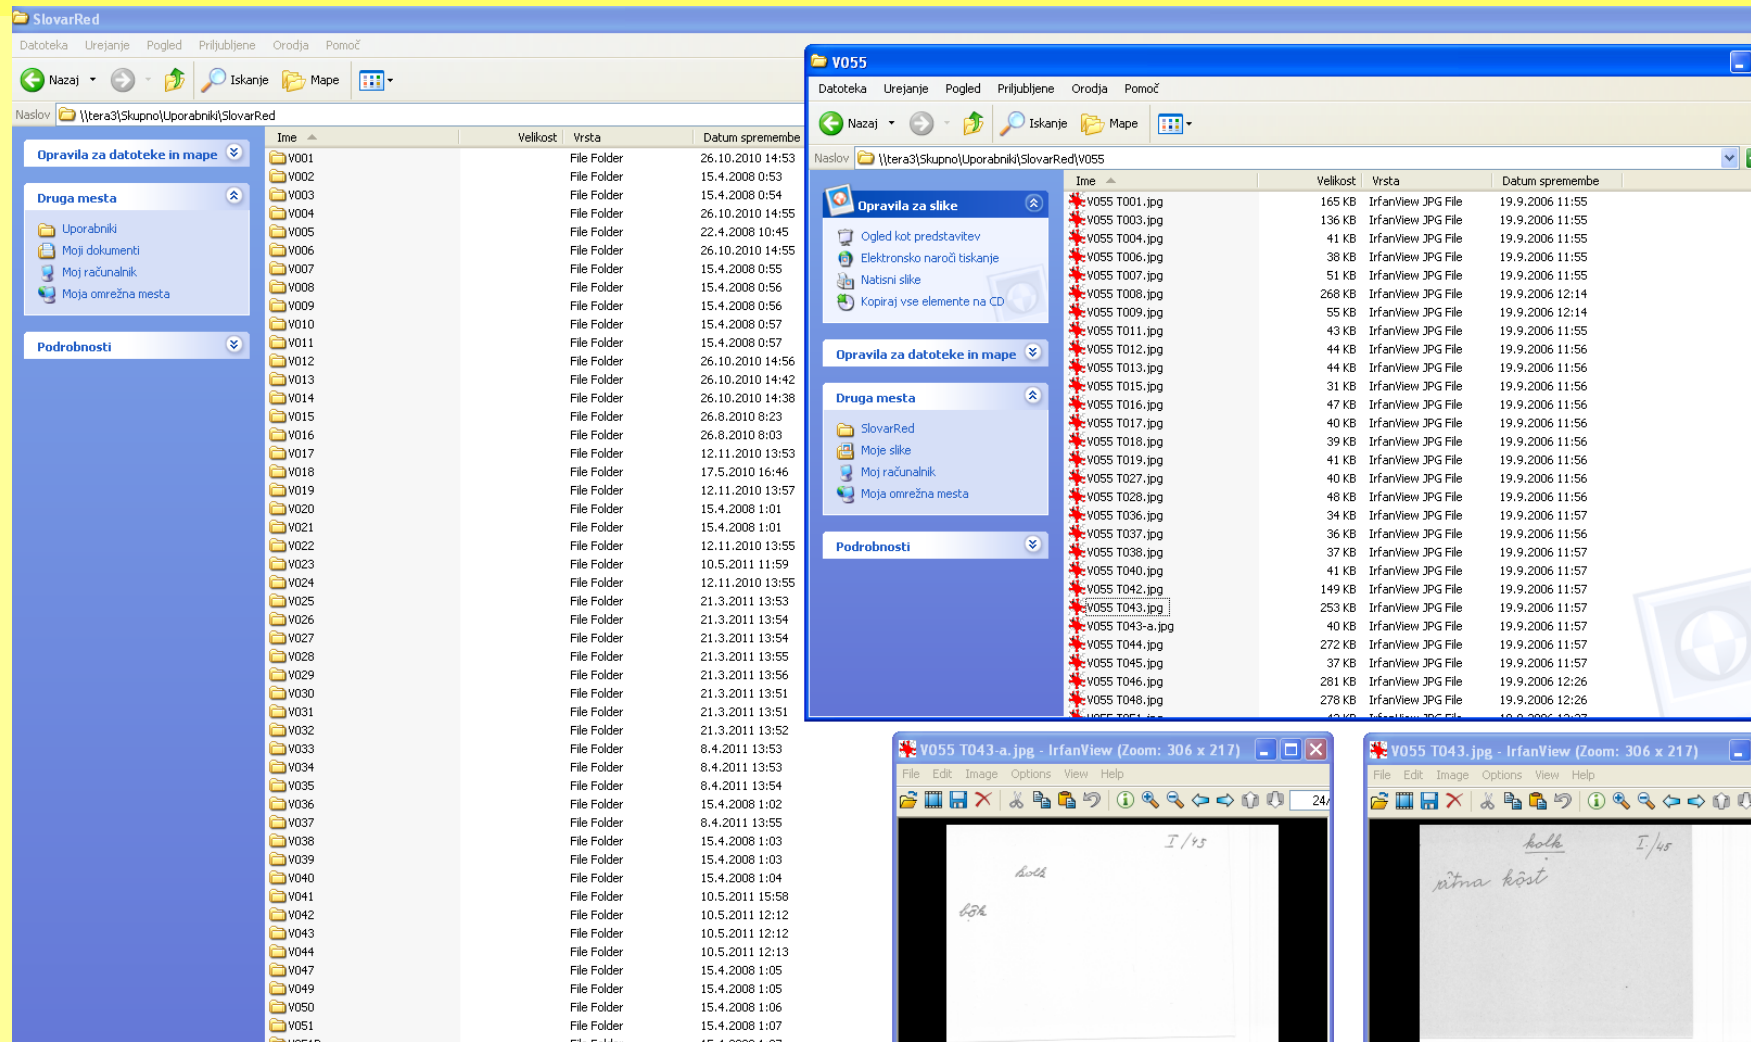 SlovarRed
Datoteka Urejanje Pogled Priljubljene Orodja Pomoč
Nazaj Iskanje Mape
Naslov \\tera3\Skupno\Uporabniki\SlovarRed
Opravila za datoteke in mape
Druga mesta
Uporabniki
Moji dokumenti
Moj računalnik
Moja omrežna mesta
Podrobnosti
Ime Velikost Vrsta Datum spremembe
V001 File Folder 26.10.2010 14:53
V002 File Folder 15.4.2008 0:53
V003 File Folder 15.4.2008 0:54
V004 File Folder 26.10.2010 14:55
V005 File Folder 22.4.2008 10:45
V006 File Folder 26.10.2010 14:55
V007 File Folder 15.4.2008 0:55
V008 File Folder 15.4.2008 0:56
V009 File Folder 15.4.2008 0:56
V010 File Folder 15.4.2008 0:57
V011 File Folder 15.4.2008 0:57
V012 File Folder 26.10.2010 14:56
V013 File Folder 26.10.2010 14:42
V014 File Folder 26.10.2010 14:38
V015 File Folder 26.8.2010 8:23
V016 File Folder 26.8.2010 8:03
V017 File Folder 12.11.2010 13:53
V018 File Folder 17.5.2010 16:46
V019 File Folder 12.11.2010 13:57
V020 File Folder 15.4.2008 1:01
V021 File Folder 15.4.2008 1:01
V022 File Folder 12.11.2010 13:55
V023 File Folder 10.5.2011 11:59
V024 File Folder 12.11.2010 13:55
V025 File Folder 21.3.2011 13:53
V026 File Folder 21.3.2011 13:54
V027 File Folder 21.3.2011 13:54
V028 File Folder 21.3.2011 13:55
V029 File Folder 21.3.2011 13:56
V030 File Folder 21.3.2011 13:51
V031 File Folder 21.3.2011 13:51
V032 File Folder 21.3.2011 13:52
V033 File Folder 8.4.2011 13:53
V034 File Folder 8.4.2011 13:53
V035 File Folder 8.4.2011 13:54
V036 File Folder 15.4.2008 1:02
V037 File Folder 8.4.2011 13:55
V038 File Folder 15.4.2008 1:03
V039 File Folder 15.4.2008 1:03
V040 File Folder 15.4.2008 1:04
V041 File Folder 10.5.2011 15:58
V042 File Folder 10.5.2011 12:12
V043 File Folder 10.5.2011 12:12
V044 File Folder 10.5.2011 12:13
V047 File Folder 15.4.2008 1:05
V049 File Folder 15.4.2008 1:05
V050 File Folder 15.4.2008 1:06
V051 File Folder 15.4.2008 1:07
V055
Datoteka Urejanje Pogled Priljubljene Orodja Pomoč
Nazaj Iskanje Mape
Naslov \\tera3\Skupno\Uporabniki\SlovarRed\V055
Opravila za slike
Ogled kot predstavitev
Elektronsko naroči tiskanje
Natisni slike
Kopiraj vse elemente na CD
Opravila za datoteke in mape
Druga mesta
SlovarRed
Moje slike
Moj računalnik
Moja omrežna mesta
Podrobnosti
Ime Velikost Vrsta Datum spremembe
V055 T001.jpg 165 KB IrfanView JPG File 19.9.2006 11:55
V055 T003.jpg 136 KB IrfanView JPG File 19.9.2006 11:55
V055 T004.jpg 41 KB IrfanView JPG File 19.9.2006 11:55
V055 T006.jpg 38 KB IrfanView JPG File 19.9.2006 11:55
V055 T007.jpg 51 KB IrfanView JPG File 19.9.2006 11:55
V055 T008.jpg 268 KB IrfanView JPG File 19.9.2006 12:14
V055 T009.jpg 55 KB IrfanView JPG File 19.9.2006 12:14
V055 T011.jpg 43 KB IrfanView JPG File 19.9.2006 11:55
V055 T012.jpg 44 KB IrfanView JPG File 19.9.2006 11:56
V055 T013.jpg 44 KB IrfanView JPG File 19.9.2006 11:56
V055 T015.jpg 31 KB IrfanView JPG File 19.9.2006 11:56
V055 T016.jpg 47 KB IrfanView JPG File 19.9.2006 11:56
V055 T017.jpg 40 KB IrfanView JPG File 19.9.2006 11:56
V055 T018.jpg 39 KB IrfanView JPG File 19.9.2006 11:56
V055 T019.jpg 41 KB IrfanView JPG File 19.9.2006 11:56
V055 T027.jpg 40 KB IrfanView JPG File 19.9.2006 11:56
V055 T028.jpg 48 KB IrfanView JPG File 19.9.2006 11:56
V055 T036.jpg 34 KB IrfanView JPG File 19.9.2006 11:57
V055 T037.jpg 36 KB IrfanView JPG File 19.9.2006 11:56
V055 T038.jpg 37 KB IrfanView JPG File 19.9.2006 11:57
V055 T040.jpg 41 KB IrfanView JPG File 19.9.2006 11:57
V055 T042.jpg 149 KB IrfanView JPG File 19.9.2006 11:57
V055 T043.jpg 253 KB IrfanView JPG File 19.9.2006 11:57
V055 T043-a.jpg 40 KB IrfanView JPG File 19.9.2006 11:57
V055 T044.jpg 272 KB IrfanView JPG File 19.9.2006 11:57
V055 T045.jpg 37 KB IrfanView JPG File 19.9.2006 11:57
V055 T046.jpg 281 KB IrfanView JPG File 19.9.2006 12:26
V055 T048.jpg 278 KB IrfanView JPG File 19.9.2006 12:26
V055 T043-a.jpg - IrfanView (Zoom: 306 x 217)
File Edit Image Options View Help
24/
I/45
kolk
V055 T043.jpg - IrfanView (Zoom: 306 x 217)
File Edit Image Options View Help
kolk I./45
kȏst